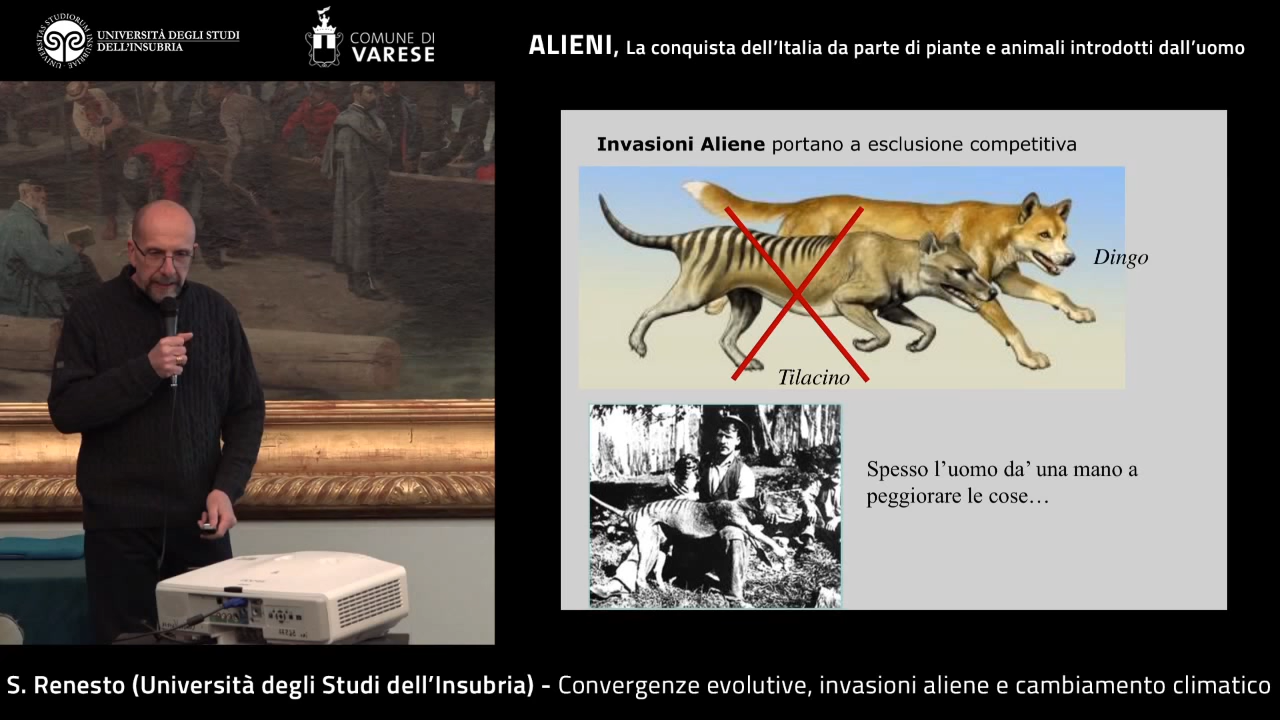 UNIVERSITÀ DEGLI STUDI
DELL'INSUBRIA
COMUNE DI
VARESE
ALIENI, La conquista dell'Italia da parte di piante e animali introdotti dall'uomo
Invasioni Aliene portano a esclusione competitiva
Dingo
Tilacino
Spesso l'uomo da' una mano a
peggiorare le cose…
S. Renesto (Università degli Studi dell'Insubria) - Convergenze evolutive, invasioni aliene e cambiamento climatico